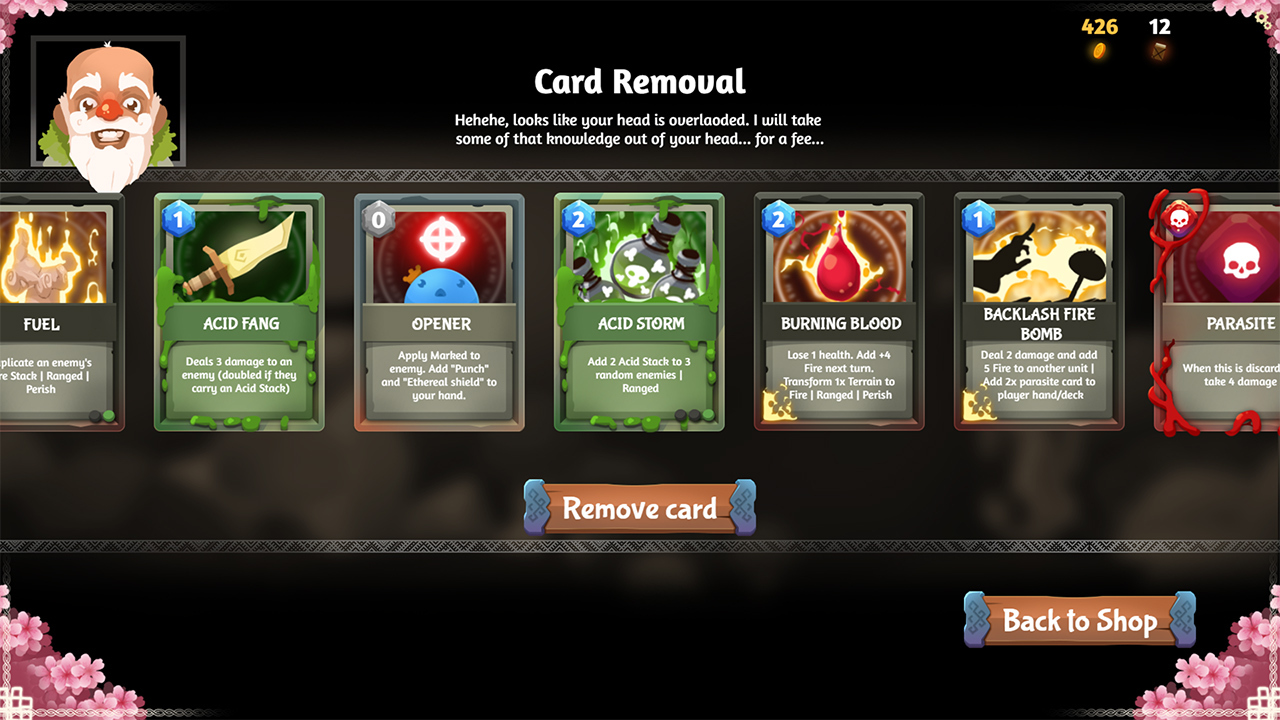 426 12
Card Removal
Hehehe, looks like your head is overlaoded. I will take
some of that knowledge out of your head... for a fee...
FUEL
plicate an enemy's
re Stack | Ranged |
Perish
1
ACID FANG
Deals 3 damage to an
enemy (doubled if they
carry an Acid Stack)
0
OPENER
Apply Marked to
enemy. Add "Punch"
and "Ethereal shield" to
your hand.
2
ACID STORM
Add 2 Acid Stack to 3
random enemies |
Ranged
2
BURNING BLOOD
Lose 1 health. Add +4
Fire next turn.
Transform 1x Terrain to
Fire | Ranged | Perish
1
BACKLASH FIRE
BOMB
Deal 2 damage and add
5 Fire to another unit |
Add 2x parasite card to
player hand/deck
PARASITE
When this is discard
take 4 damage
Remove card
Back to Shop